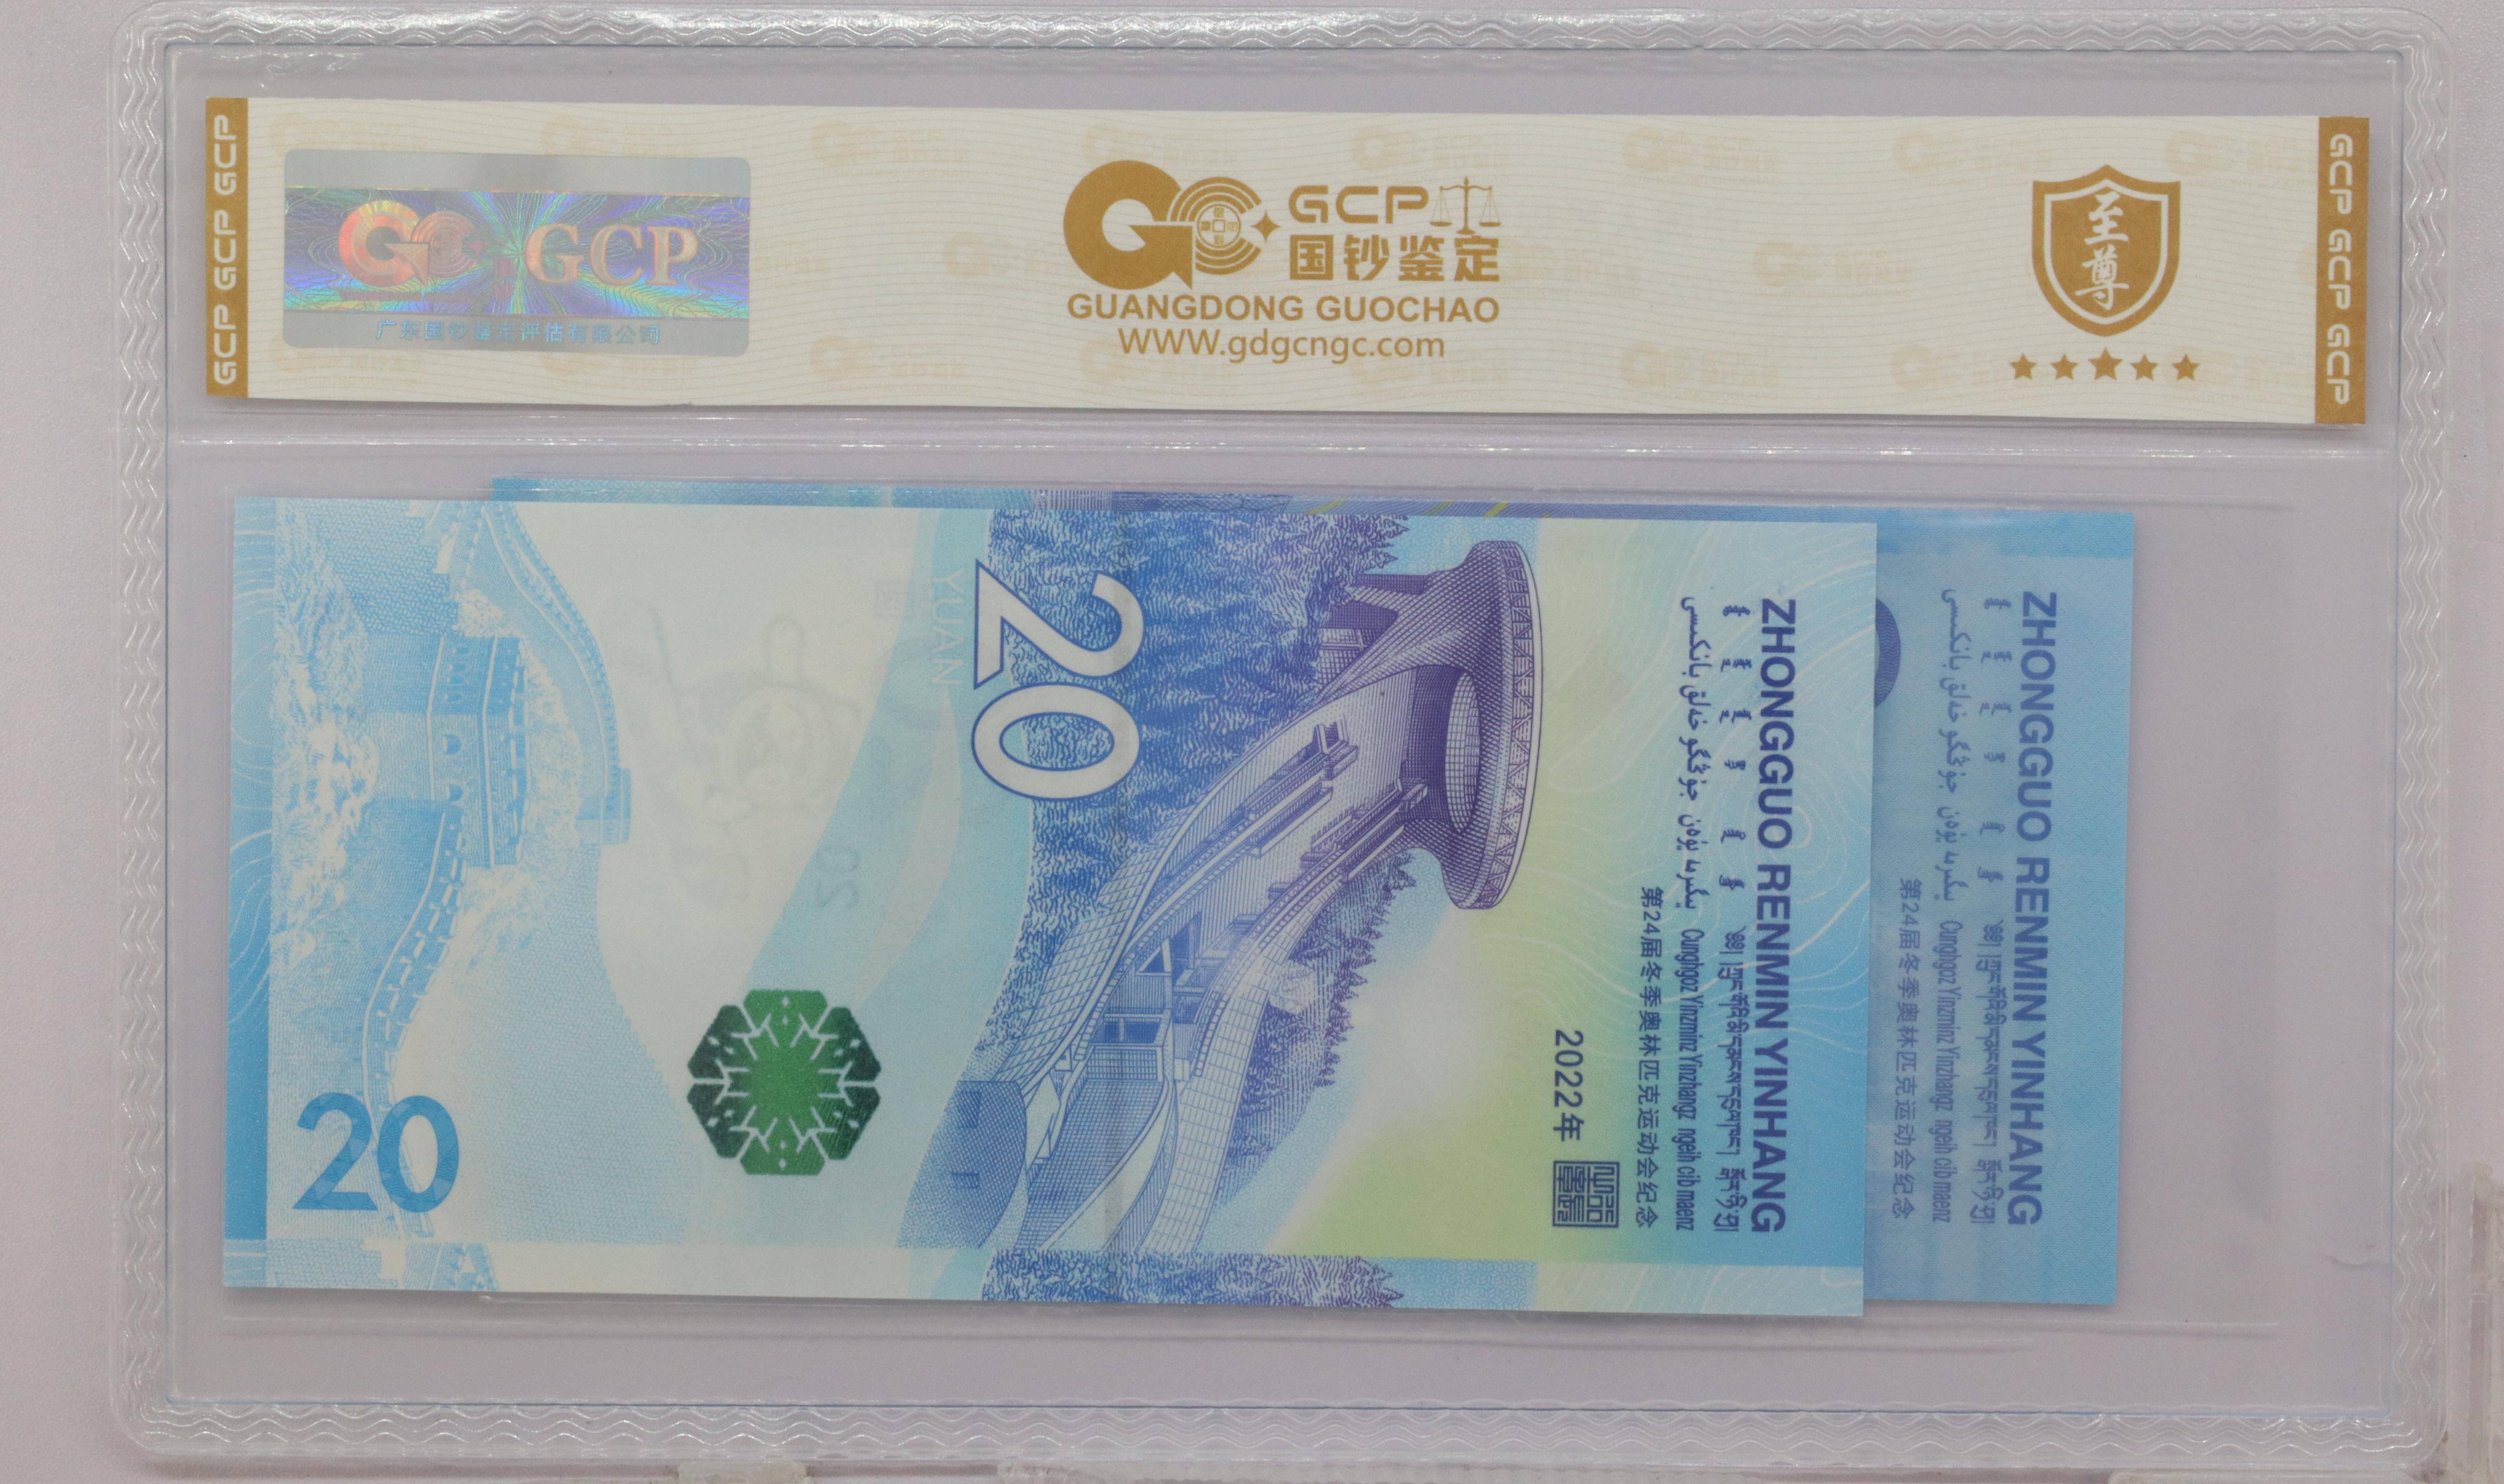 GCP GCP GCP
GCP
广东国钞鉴定评估有限公司
GCP
国钞鉴定
GUANGDONG GUOCHAO
WWW.gdgcngc.com
至尊
GCP GCP GCP
20
20
YUAN
20
2022年
第24届冬季奥林匹克运动会纪念
Cunghgoz Yinzminz Yinzhangz ngeih cib maenz
ZHONGGUO RENMIN YINHANG
第24届冬季奥林匹克运动会纪念
Cunghgoz Yinzminz Yinzhangz ngeih cib maenz
ZHONGGUO RENMIN YINHANG